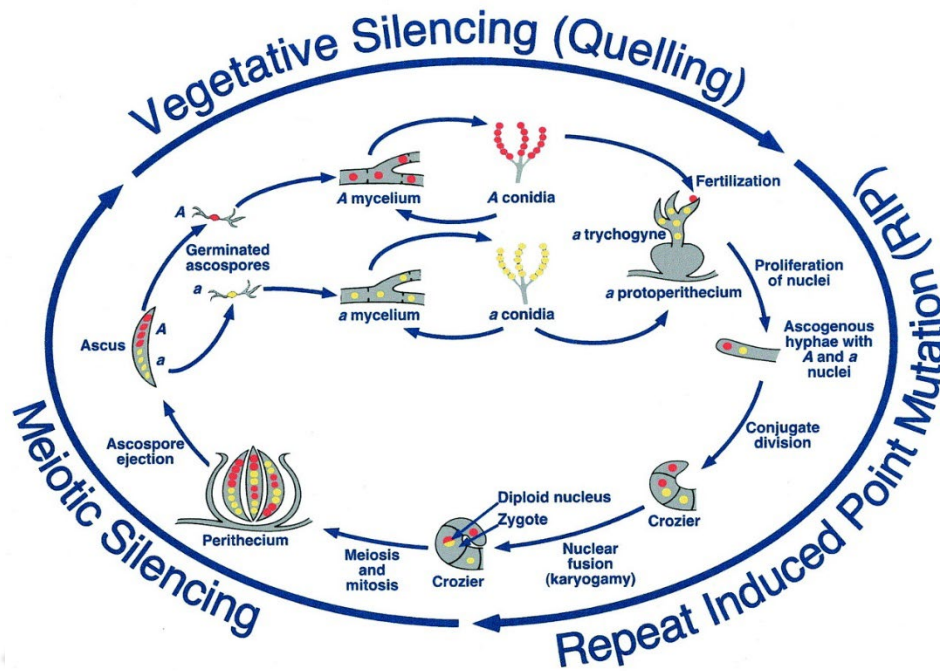 Vegetative Silencing (Quelling)
A mycelium
A conidia
Fertilization
A
Germinated
ascospores
a trychogyne
a
Proliferation
of nuclei
a mycelium
a conidia
a protoperithecium
Ascus
A
a
Ascogenous
hyphae with
A and a
nuclei
Repeat Induced Point Mutation (RIP)
Conjugate
division
Ascospore
ejection
Diploid nucleus
Zygote
Crozier
Perithecium
Meiosis
and
mitosis
Crozier
Nuclear
fusion
(karyogamy)
Meiotic Silencing